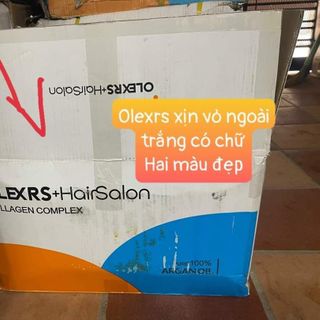 OLEXRS+HairSalon
Olexrs xịn vỏ ngoài
trắng có chữ
Hai màu đẹp
LEXRS+HairSalon
LLAGEN COMPLEX
100%
ARGAN OIL